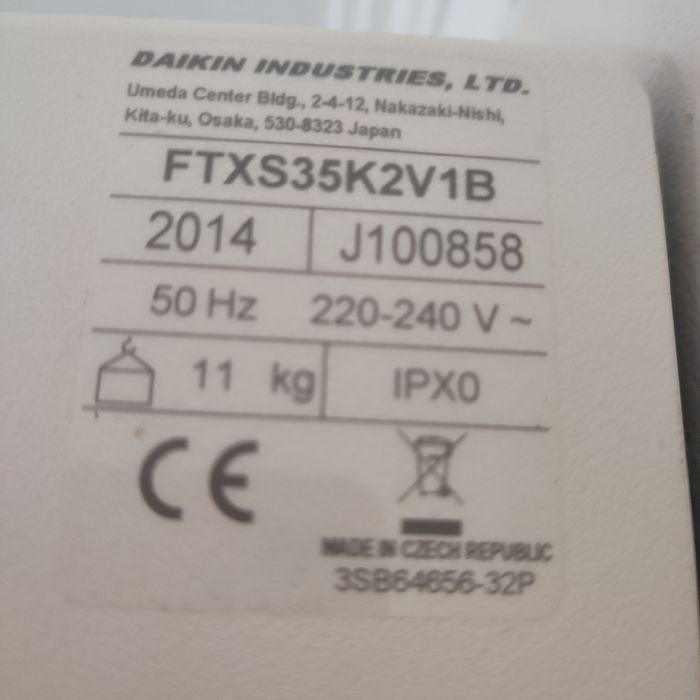 DAIKIN INDUSTRIES, LTD.
Umeda Center Bldg., 2-4-12, Nakazaki-Nishi,
Kita-ku, Osaka, 530-8323 Japan
FTXS35K2V1B
2014 J100858
50 Hz 220-240 V ~
11 kg IPX0
CE
MADE IN CZECH REPUBLIC
3SB64656-32P